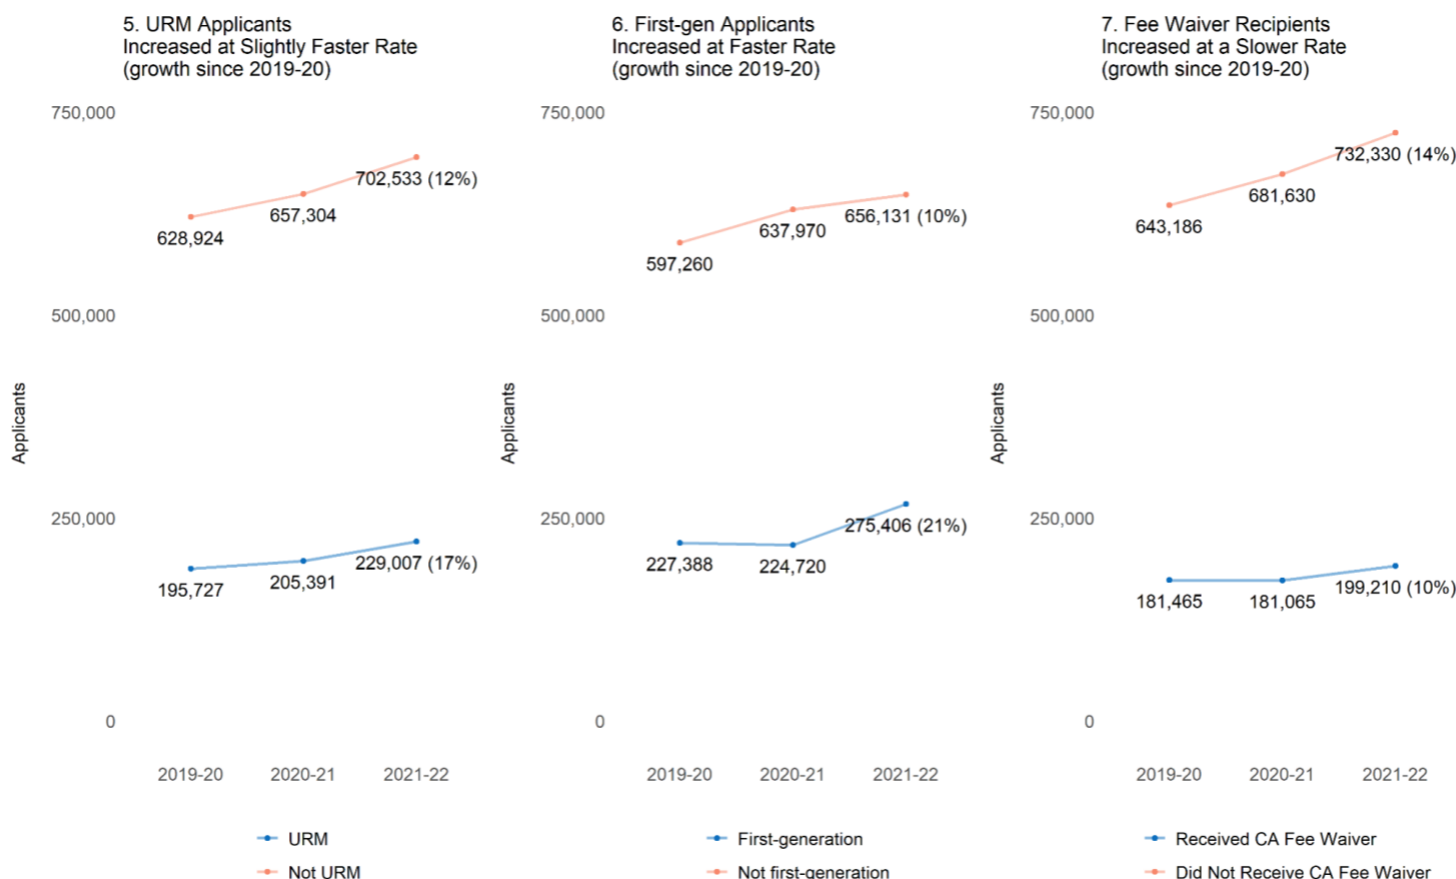 5. URM Applicants
Increased at Slightly Faster Rate
(growth since 2019-20)
750,000
702,533 (12%)
657,304
628,924
500,000
Applicants
250,000
229,007 (17%)
205,391
195,727
0
2019-20 2020-21 2021-22
URM
Not URM
6. First-gen Applicants
Increased at Faster Rate
(growth since 2019-20)
750,000
656,131 (10%)
637,970
597,260
500,000
Applicants
250,000
275,406 (21%)
227,388
224,720
0
2019-20 2020-21 2021-22
First-generation
Not first-generation
7. Fee Waiver Recipients
Increased at a Slower Rate
(growth since 2019-20)
750,000
732,330 (14%)
681,630
643,186
500,000
Applicants
250,000
199,210 (10%)
181,465
181,065
0
2019-20 2020-21 2021-22
Received CA Fee Waiver
Did Not Receive CA Fee Waiver